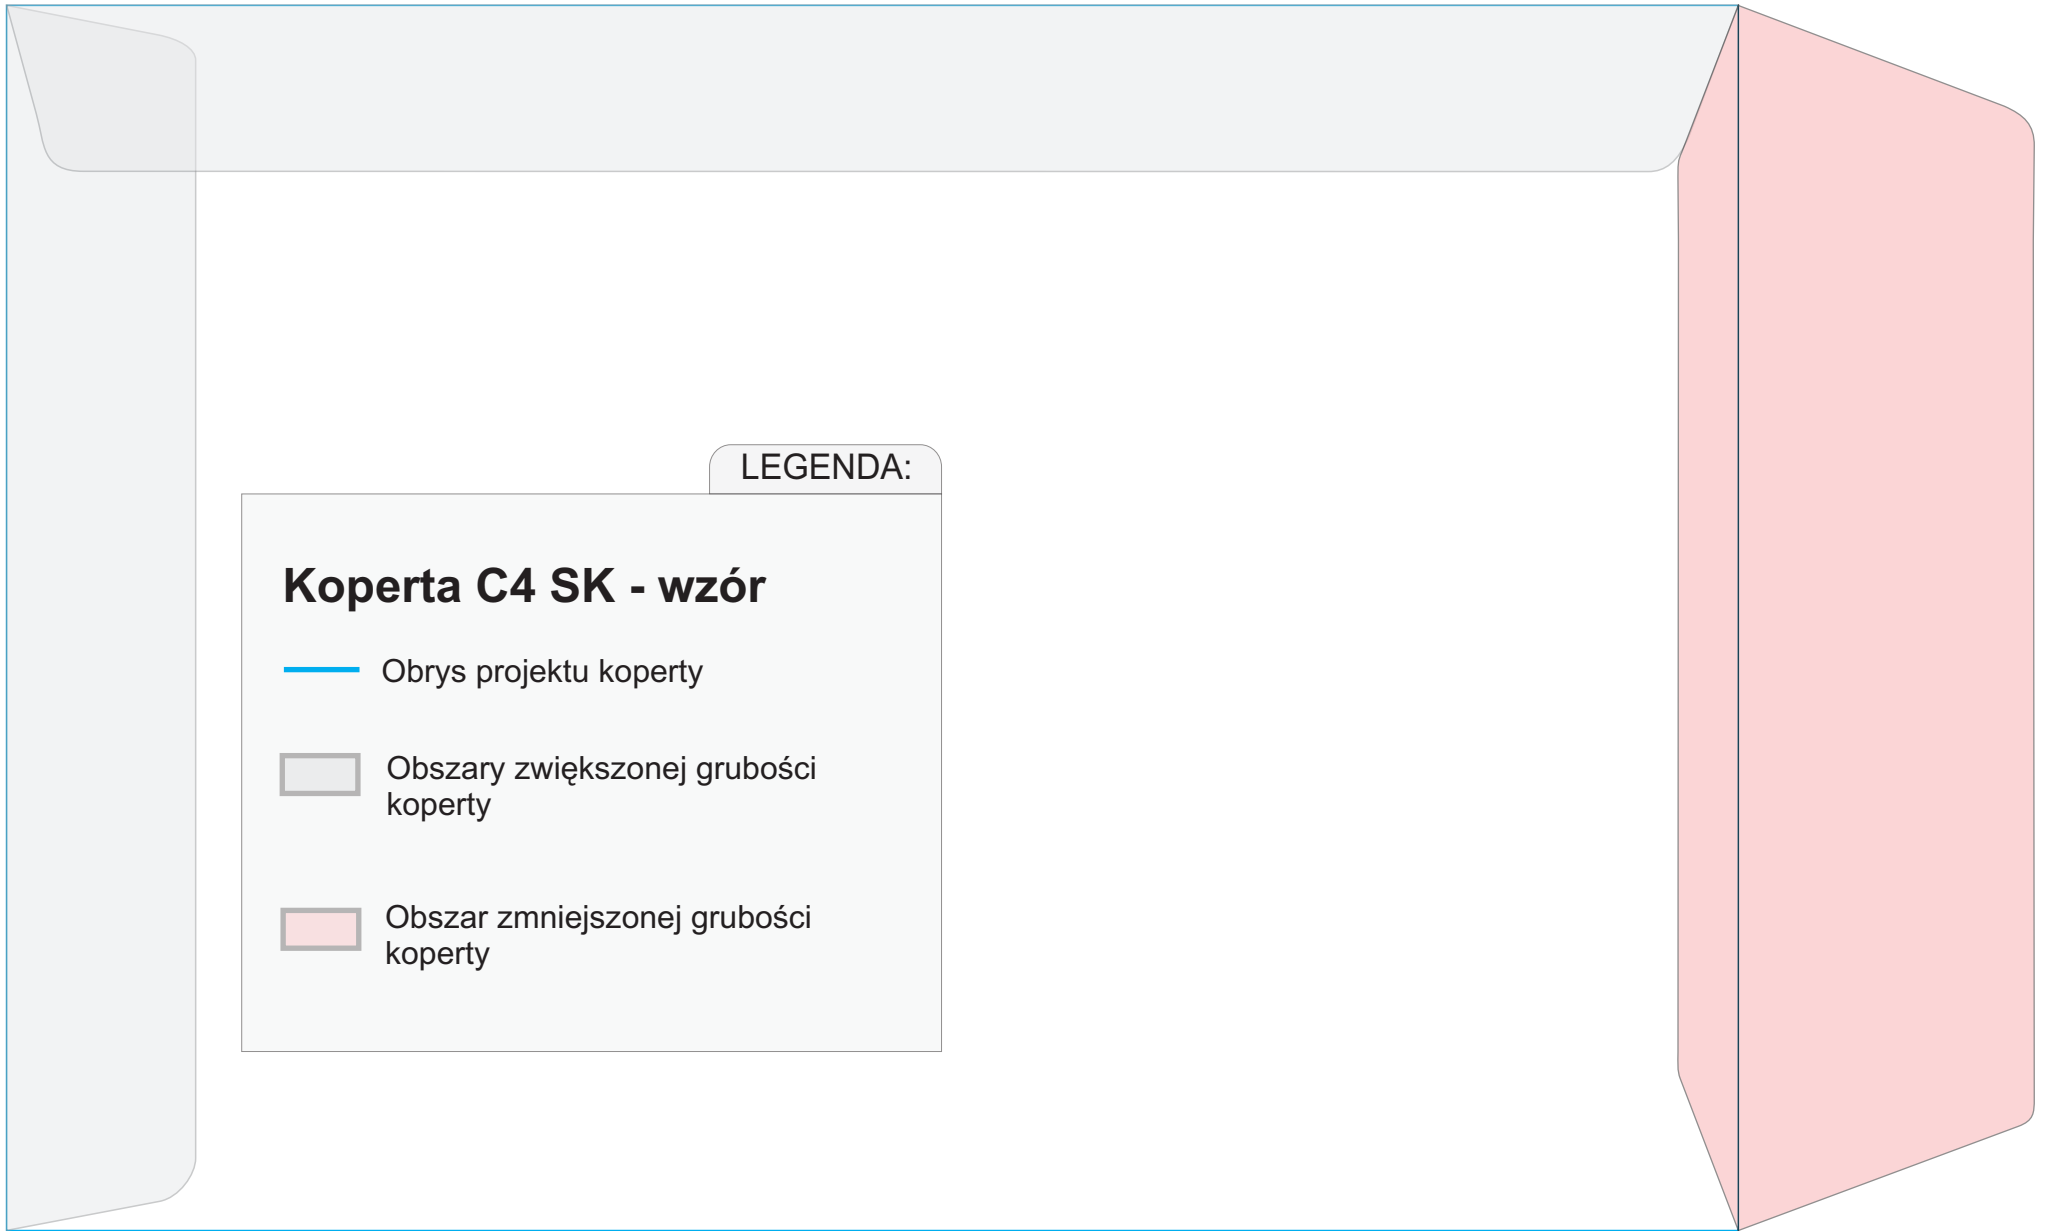 LEGENDA:
Koperta C4 SK - wzór
Obrys projektu koperty
Obszary zwiększonej grubości
koperty
Obszar zmniejszonej grubości
koperty